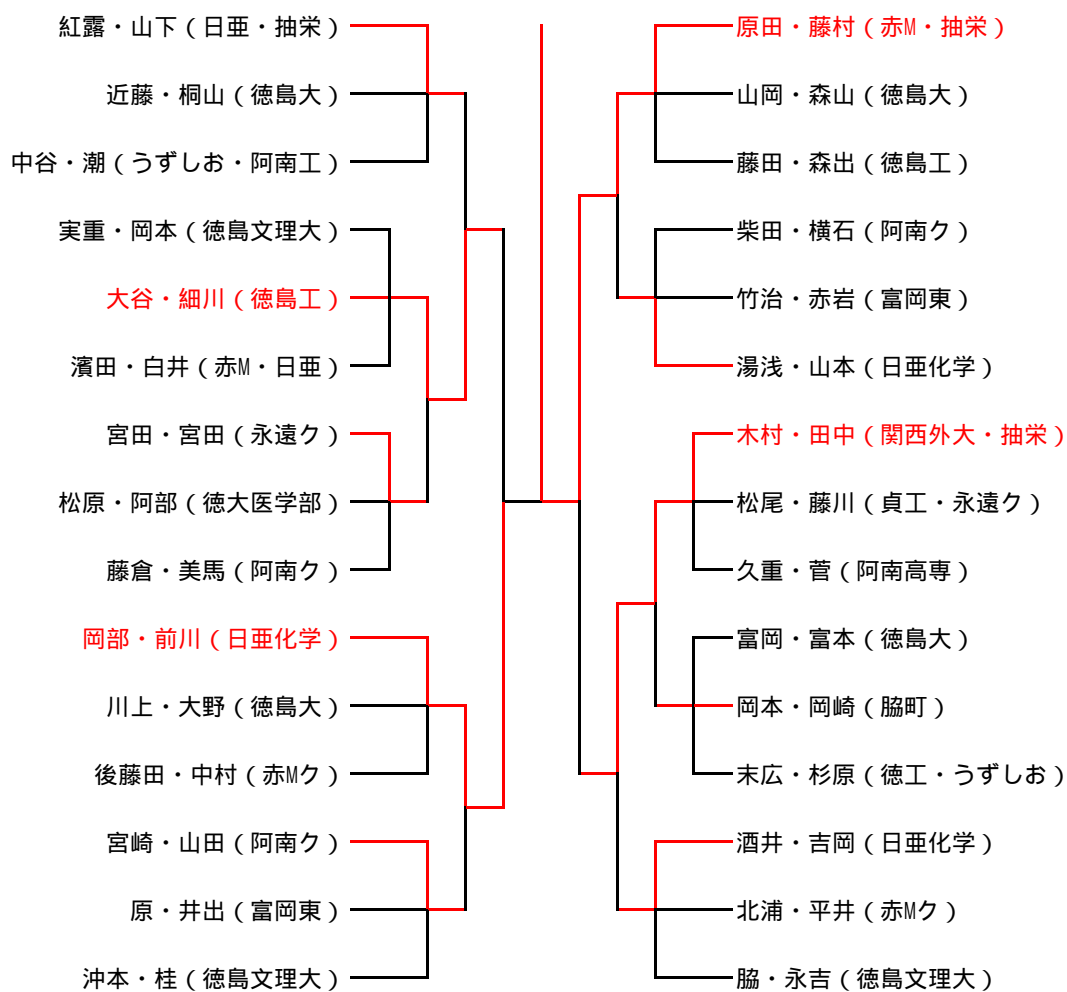 紅露・山下（日亜・抽栄）
近藤・桐山（徳島大）
中谷・潮（うずしお・阿南工）
実重・岡本（徳島文理大）
大谷・細川（徳島工）
濱田・白井（赤M・日亜）
宮田・宮田（永遠ク）
松原・阿部（徳大医学部）
藤倉・美馬（阿南ク）
岡部・前川（日亜化学）
川上・大野（徳島大）
後藤田・中村（赤Mク）
宮崎・山田（阿南ク）
原・井出（富岡東）
沖本・桂（徳島文理大）
原田・藤村（赤M・抽栄）
山岡・森山（徳島大）
藤田・森出（徳島工）
柴田・横石（阿南ク）
竹治・赤岩（富岡東）
湯浅・山本（日亜化学）
木村・田中（関西外大・抽栄）
松尾・藤川（貞工・永遠ク）
久重・菅（阿南高専）
富岡・富本（徳島大）
岡本・岡崎（脇町）
末広・杉原（徳工・うずしお）
酒井・吉岡（日亜化学）
北浦・平井（赤Mク）
脇・永吉（徳島文理大）